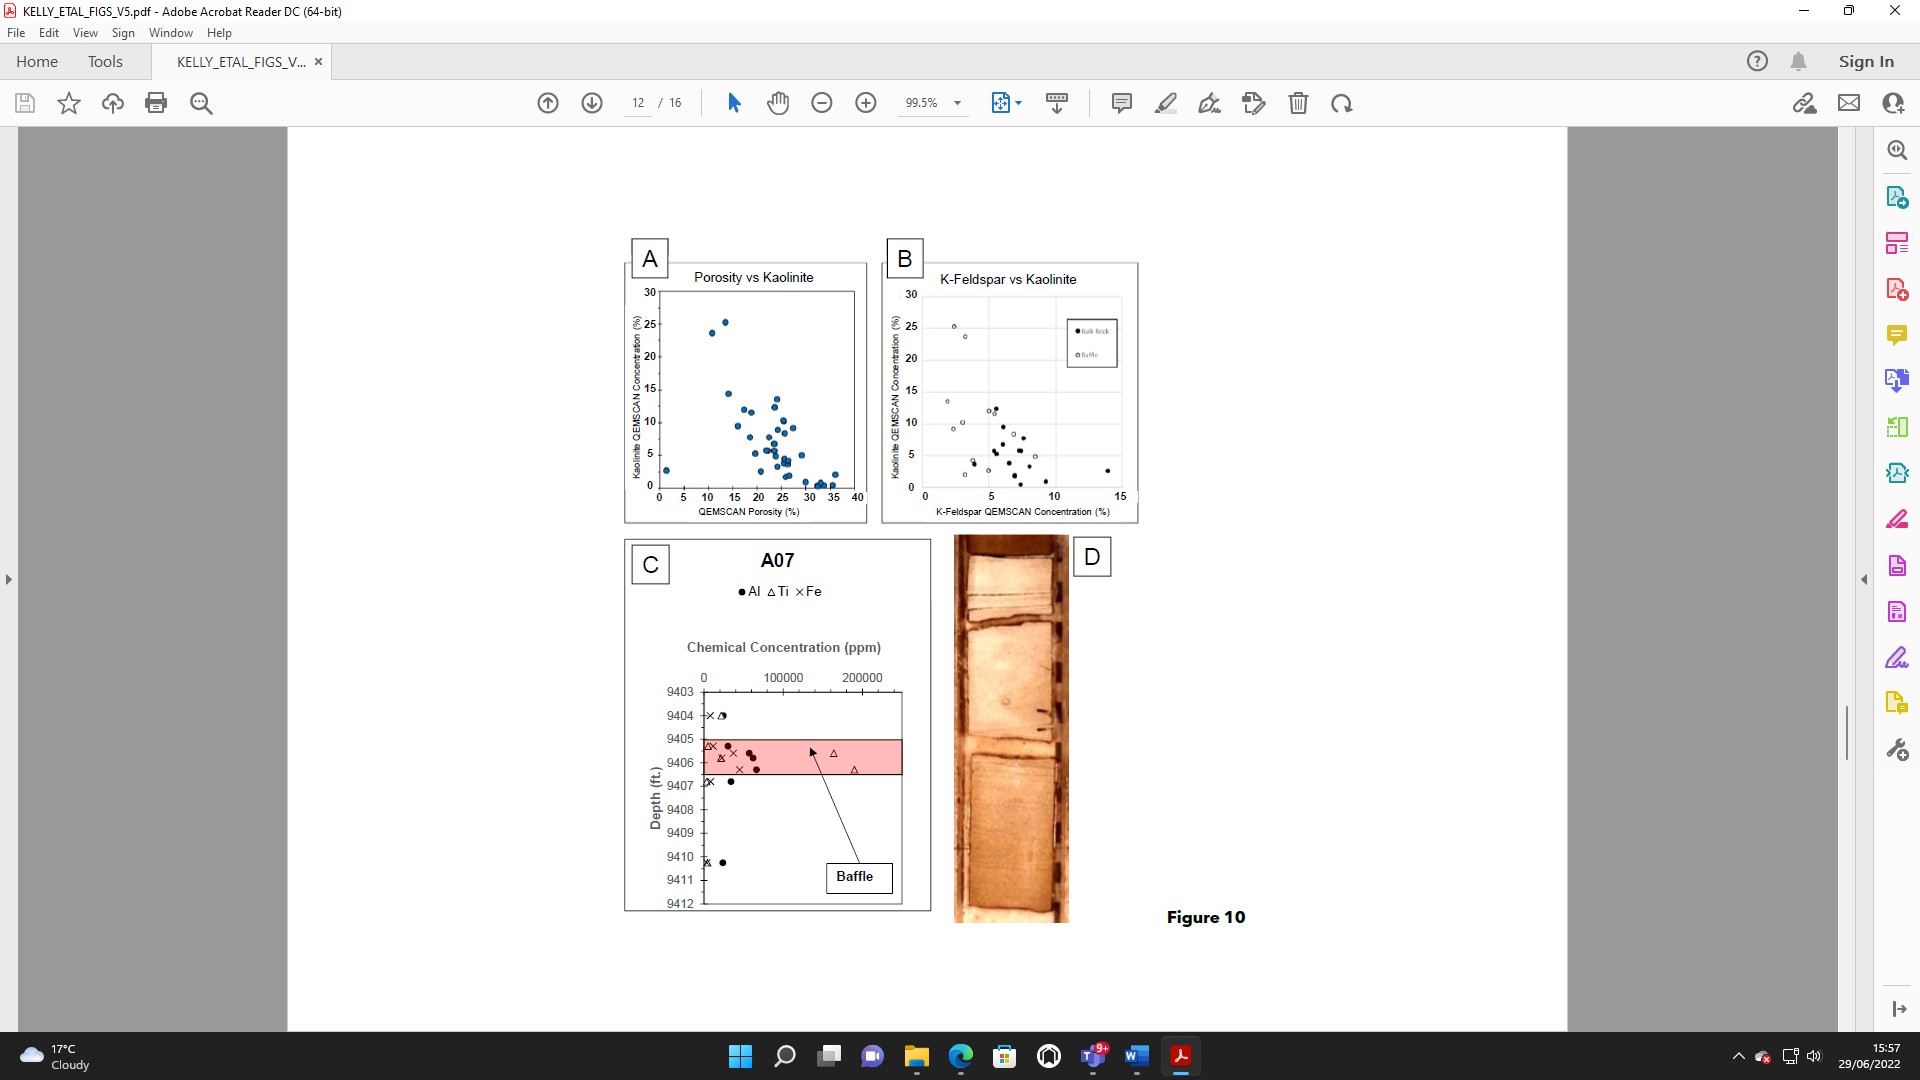 KELLY_ETAL_FIGS_V5.pdf - Adobe Acrobat Reader DC (64-bit)
File Edit View Sign Window Help
Home Tools KELLY_ETAL_FIGS_V... × Sign In
12 / 16 99.5%
A
Porosity vs Kaolinite
Kaolinite QEMSCAN Concentration (%)
30
25
20
15
10
5
0
0 5 10 15 20 25 30 35 40
QEMSCAN Porosity (%)
B
K-Feldspar vs Kaolinite
Kaolinite QEMSCAN Concentration (%)
30
25
20
15
10
5
0
Bulk Rock
Baffle
0 5 10 15
K-Feldspar QEMSCAN Concentration (%)
C
A07
Al Ti Fe
Chemical Concentration (ppm)
0 100000 200000
Depth (ft.)
9403
9404
9405
9406
9407
9408
9409
9410
9411
9412
Baffle
D
Figure 10
17°C
Cloudy
9+
15:57
29/06/2022